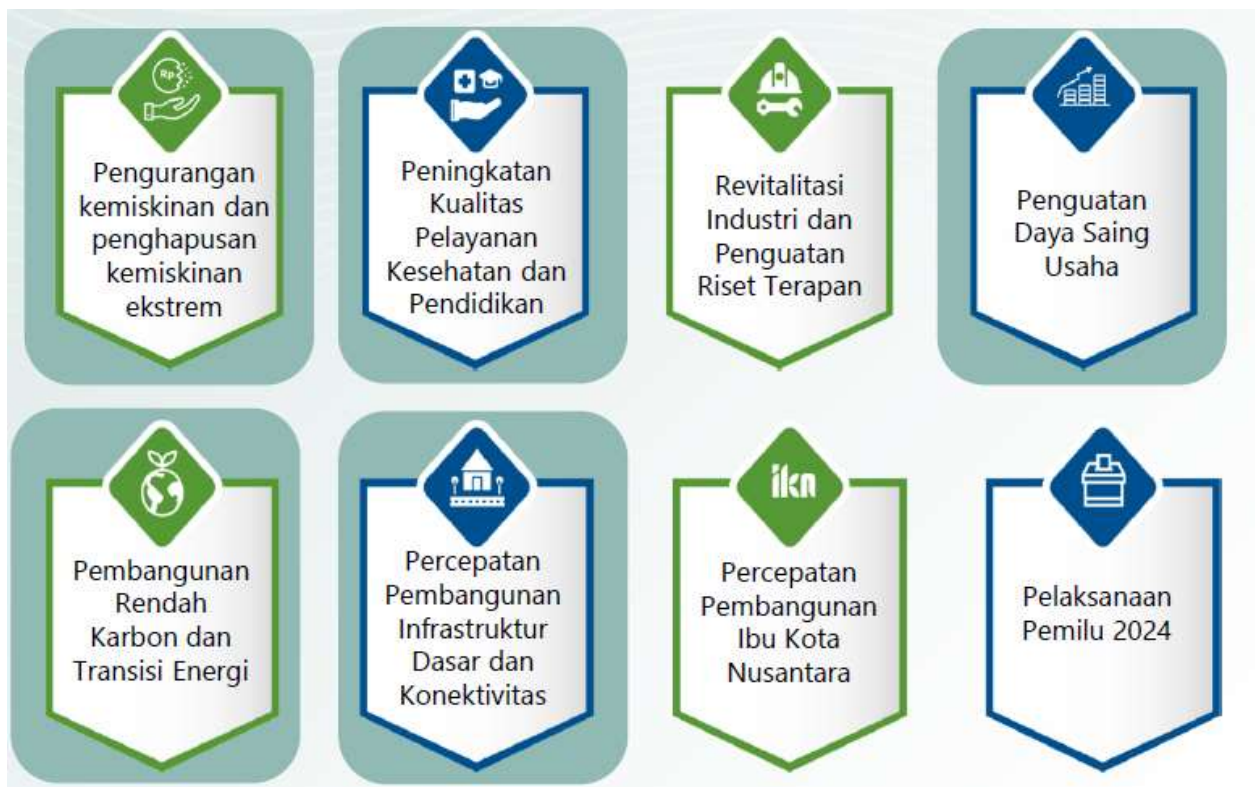 Rp
Pengurangan
kemiskinan dan
penghapusan
kemiskinan
ekstrem
Peningkatan
Kualitas
Pelayanan
Kesehatan dan
Pendidikan
Revitalitasi
Industri dan
Penguatan
Riset Terapan
Penguatan
Daya Saing
Usaha
Pembangunan
Rendah
Karbon dan
Transisi Energi
Percepatan
Pembangunan
Infrastruktur
Dasar dan
Konektivitas
ikn
Percepatan
Pembangunan
Ibu Kota
Nusantara
Pelaksanaan
Pemilu 2024